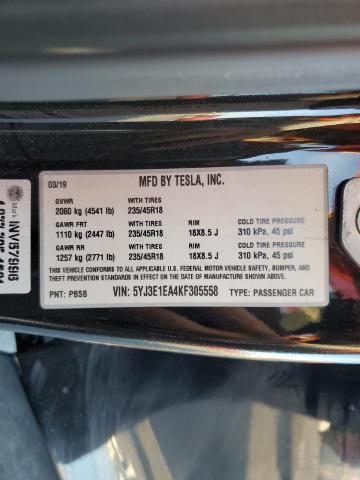 03/19 MFD BY TESLA, INC.
GVWR WITH TIRES
2060 kg (4541 lb) 235/45R18
GAWR FRT WITH TIRES RIM COLD TIRE PRESSURE
1110 kg (2447 lb) 235/45R18 18X8.5 J 310 kPa, 45 psi
GAWR RR WITH TIRES RIM COLD TIRE PRESSURE
1257 kg (2771 lb) 235/45R18 18X8.5 J 310 kPa, 45 psi
THIS VEHICLE CONFORMS TO ALL APPLICABLE U.S. FEDERAL MOTOR VEHICLE SAFETY, BUMPER, AND THEFT PREVENTION STANDARDS IN EFFECT ON THE DATE OF MANUFACTURE SHOWN ABOVE.
PNT: PBSB VIN: 5YJ3E1EA4KF305558 TYPE: PASSENGER CAR